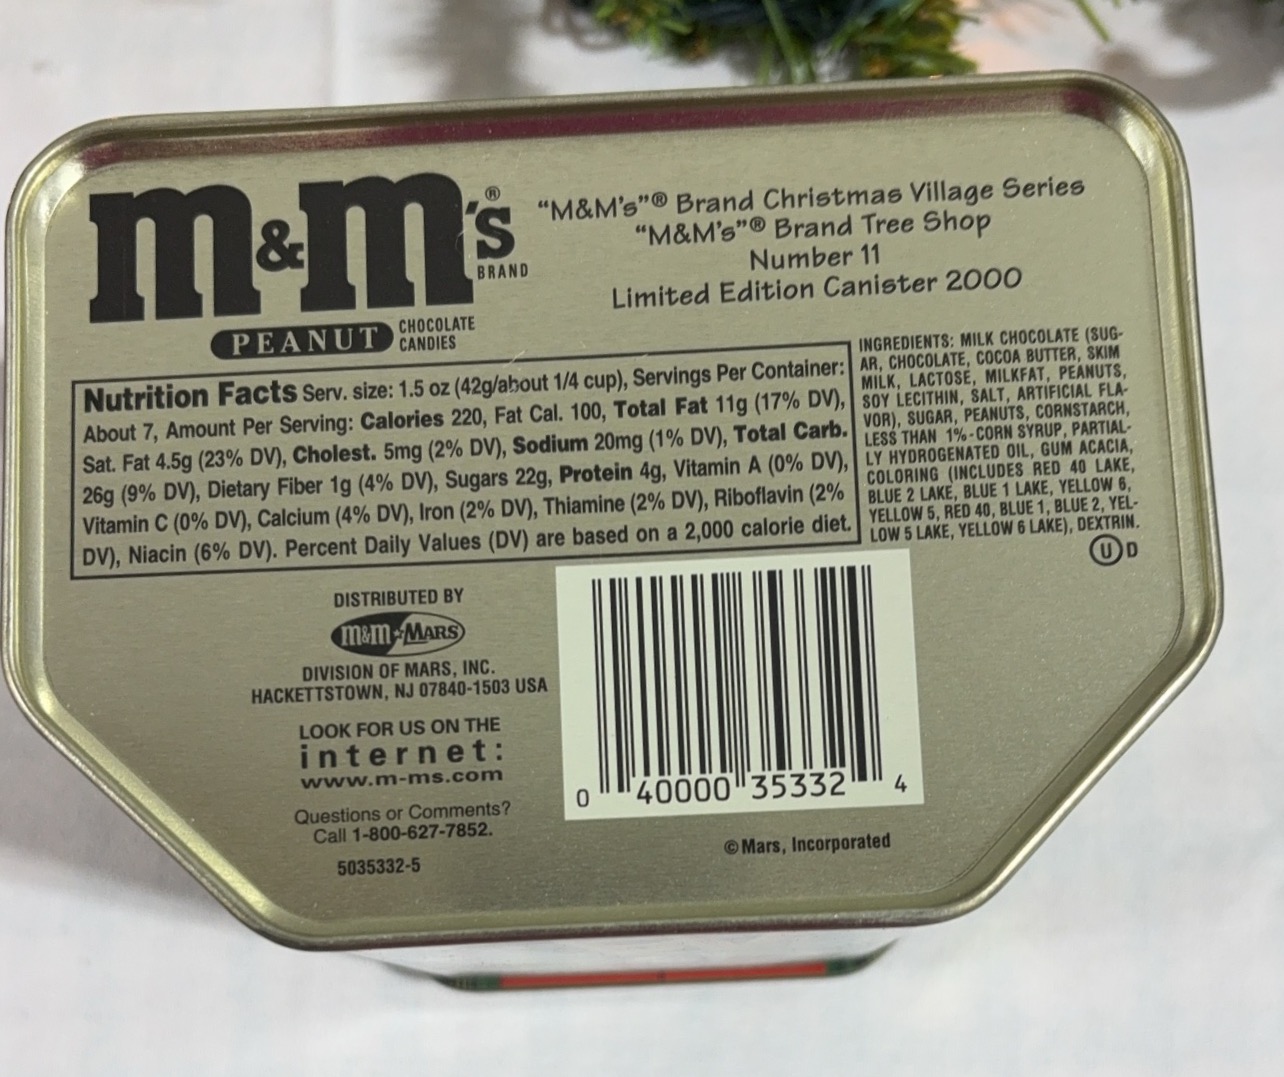 m&m's®
BRAND
PEANUT
CHOCOLATE
CANDIES
"M&M's"® Brand Christmas Village Series
"M&M's"® Brand Tree Shop
Number 11
Limited Edition Canister 2000
Nutrition Facts Serv. size: 1.5 oz (42g/about 1/4 cup), Servings Per Container:
About 7, Amount Per Serving: Calories 220, Fat Cal. 100, Total Fat 11g (17% DV),
Sat. Fat 4.5g (23% DV), Cholest. 5mg (2% DV), Sodium 20mg (1% DV), Total Carb.
26g (9% DV), Dietary Fiber 1g (4% DV), Sugars 22g, Protein 4g, Vitamin A (0% DV),
Vitamin C (0% DV), Calcium (4% DV), Iron (2% DV), Thiamine (2% DV), Riboflavin (2%
DV), Niacin (6% DV). Percent Daily Values (DV) are based on a 2,000 calorie diet.
INGREDIENTS: MILK CHOCOLATE (SUG-
AR, CHOCOLATE, COCOA BUTTER, SKIM
MILK, LACTOSE, MILKFAT, PEANUTS,
SOY LECITHIN, SALT, ARTIFICIAL FLA-
VOR), SUGAR, PEANUTS, CORNSTARCH,
LESS THAN 1%-CORN SYRUP, PARTIAL-
LY HYDROGENATED OIL, GUM ACACIA,
COLORING (INCLUDES RED 40 LAKE,
BLUE 2 LAKE, BLUE 1 LAKE, YELLOW 6,
YELLOW 5, RED 40, BLUE 1, BLUE 2, YEL-
LOW 5 LAKE, YELLOW 6 LAKE), DEXTRIN.
Ⓤ D
DISTRIBUTED BY
m&m★MARS
DIVISION OF MARS, INC.
HACKETTSTOWN, NJ 07840-1503 USA
LOOK FOR US ON THE
internet:
www.m-ms.com
Questions or Comments?
Call 1-800-627-7852.
5035332-5
0 40000 35332 4
© Mars, Incorporated